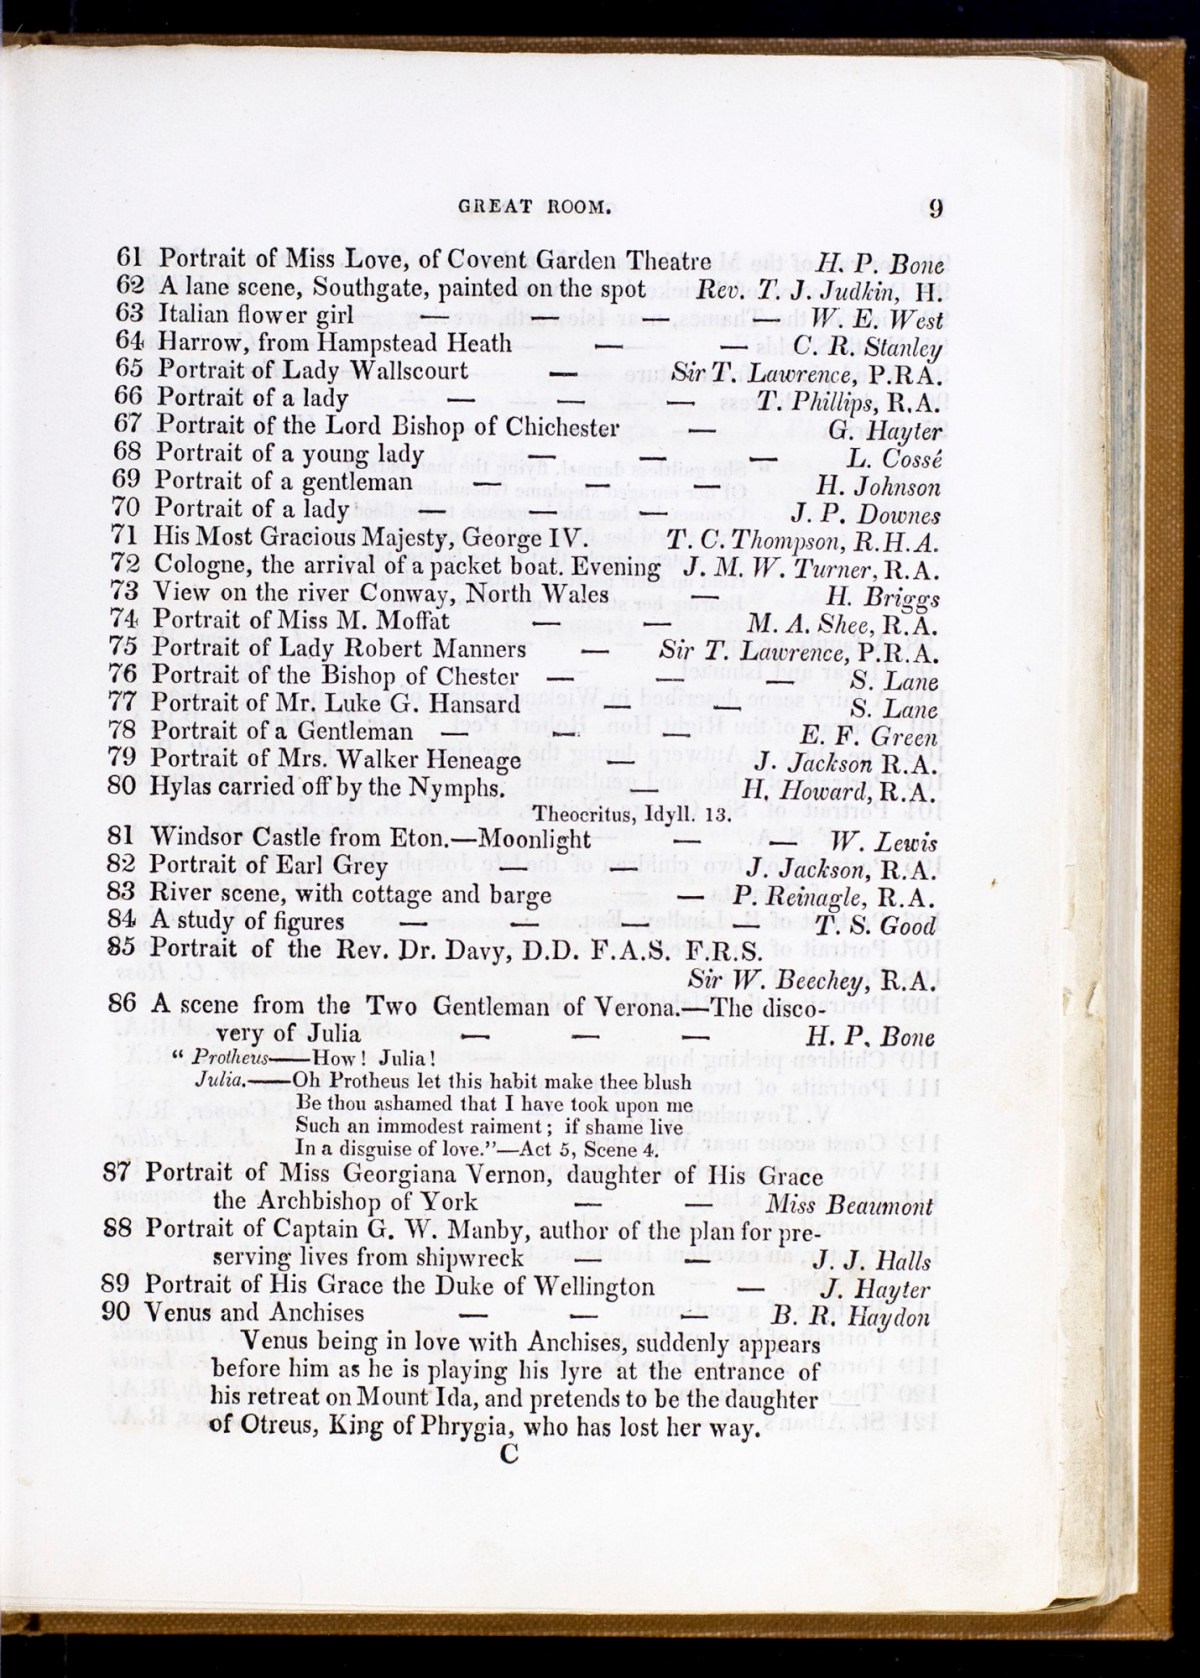 GREAT ROOM. 9
61 Portrait of Miss Love, of Covent Garden Theatre H. P. Bone
62 A lane scene, Southgate, painted on the spot Rev. T. J. Judkin, H.
63 Italian flower girl — — — — W. E. West
64 Harrow, from Hampstead Heath — — C. R. Stanley
65 Portrait of Lady Wallscourt — Sir T. Lawrence, P.R.A.
66 Portrait of a lady — — — T. Phillips, R.A.
67 Portrait of the Lord Bishop of Chichester — G. Hayter
68 Portrait of a young lady — — — L. Cossé
69 Portrait of a gentleman — — — H. Johnson
70 Portrait of a lady — — — J. P. Downes
71 His Most Gracious Majesty, George IV. — T. C. Thompson, R.H.A.
72 Cologne, the arrival of a packet boat. Evening J. M. W. Turner, R.A.
73 View on the river Conway, North Wales — H. Briggs
74 Portrait of Miss M. Moffat — — M. A. Shee, R.A.
75 Portrait of Lady Robert Manners — Sir T. Lawrence, P.R.A.
76 Portrait of the Bishop of Chester — — — S. Lane
77 Portrait of Mr. Luke G. Hansard — — S. Lane
78 Portrait of a Gentleman — — — E. F. Green
79 Portrait of Mrs. Walker Heneage — J. Jackson R.A.
80 Hylas carried off by the Nymphs. — H. Howard, R.A.
Theocritus, Idyll. 13.
81 Windsor Castle from Eton.—Moonlight — — W. Lewis
82 Portrait of Earl Grey — — J. Jackson, R.A.
83 River scene, with cottage and barge — P. Reinagle, R.A.
84 A study of figures — — — — T. S. Good
85 Portrait of the Rev. Dr. Davy, D.D. F.A.S. F.R.S.
Sir W. Beechey, R.A.
86 A scene from the Two Gentleman of Verona.—The disco-
very of Julia — — — H. P. Bone
“ Protheus——How! Julia!
Julia.——Oh Protheus let this habit make thee blush
Be thou ashamed that I have took upon me
Such an immodest raiment; if shame live
In a disguise of love.”—Act 5, Scene 4.
87 Portrait of Miss Georgiana Vernon, daughter of His Grace
the Archbishop of York — — Miss Beaumont
88 Portrait of Captain G. W. Manby, author of the plan for pre-
serving lives from shipwreck — — J. J. Halls
89 Portrait of His Grace the Duke of Wellington — J. Hayter
90 Venus and Anchises — — — B. R. Haydon
Venus being in love with Anchises, suddenly appears
before him as he is playing his lyre at the entrance of
his retreat on Mount Ida, and pretends to be the daughter
of Otreus, King of Phrygia, who has lost her way.
C